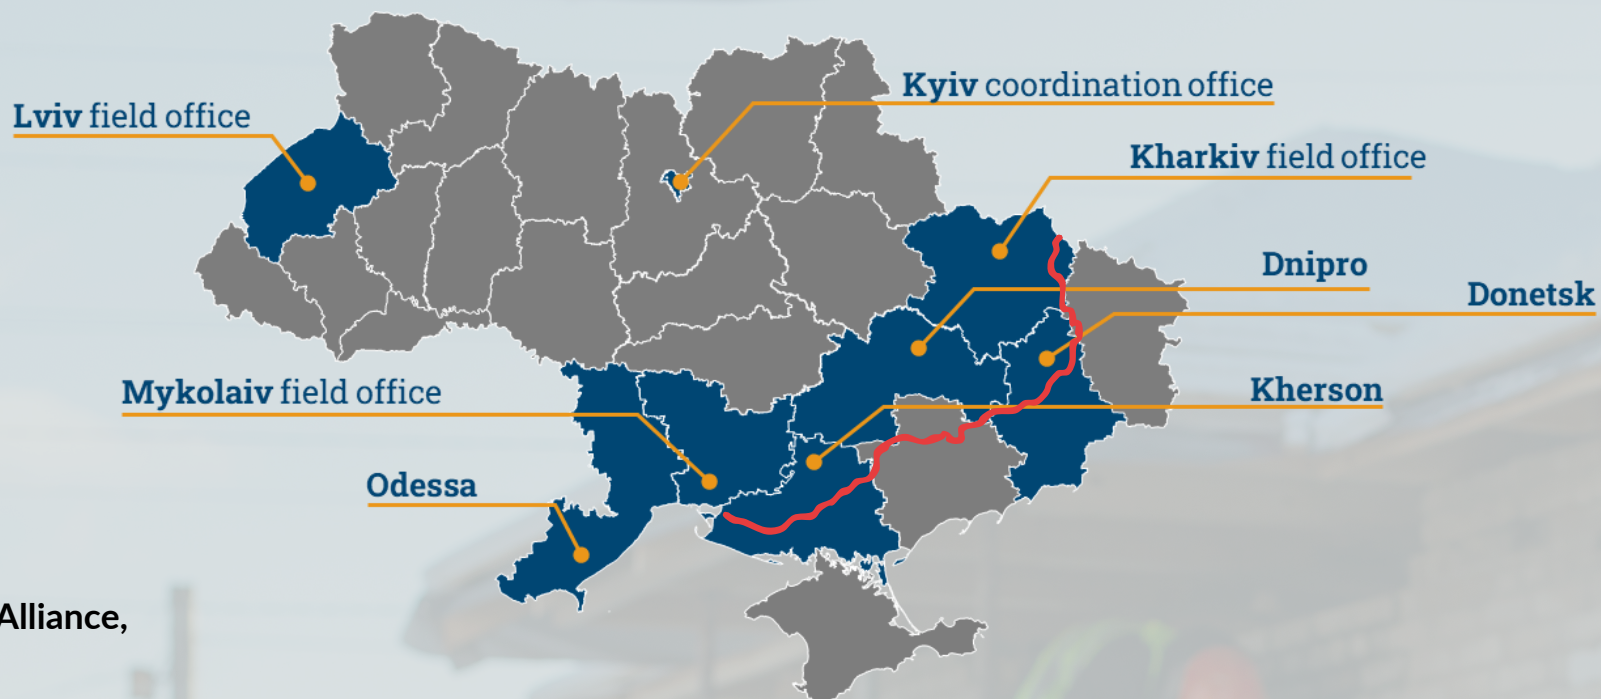 Kyiv coordination office
Lviv field office
Kharkiv field office
Dnipro
Donetsk
Mykolaiv field office
Kherson
Odessa
Alliance,